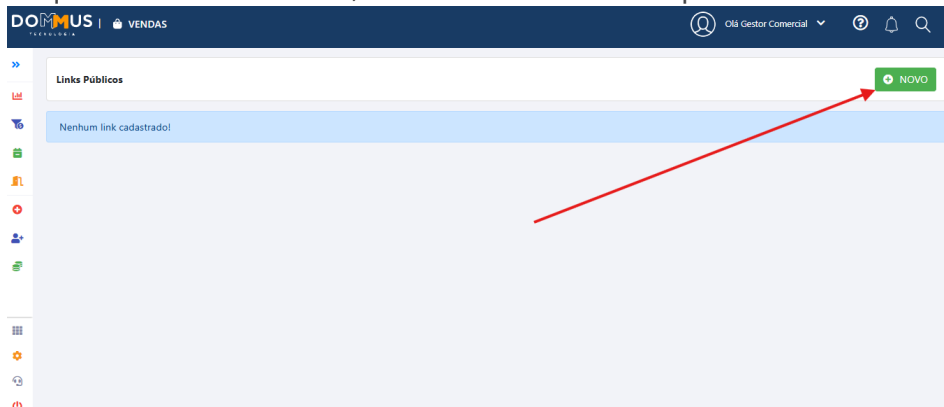 DOMMUS | VENDAS
TECNOLOGIA
Olá Gestor Comercial
Links Públicos
NOVO
Nenhum link cadastrado!